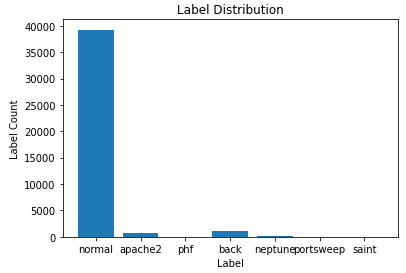 Label Distribution
40000
35000
30000
25000
20000
15000
10000
5000
0
Label Count
normal apache2 phf back neptune portsweep saint
Label